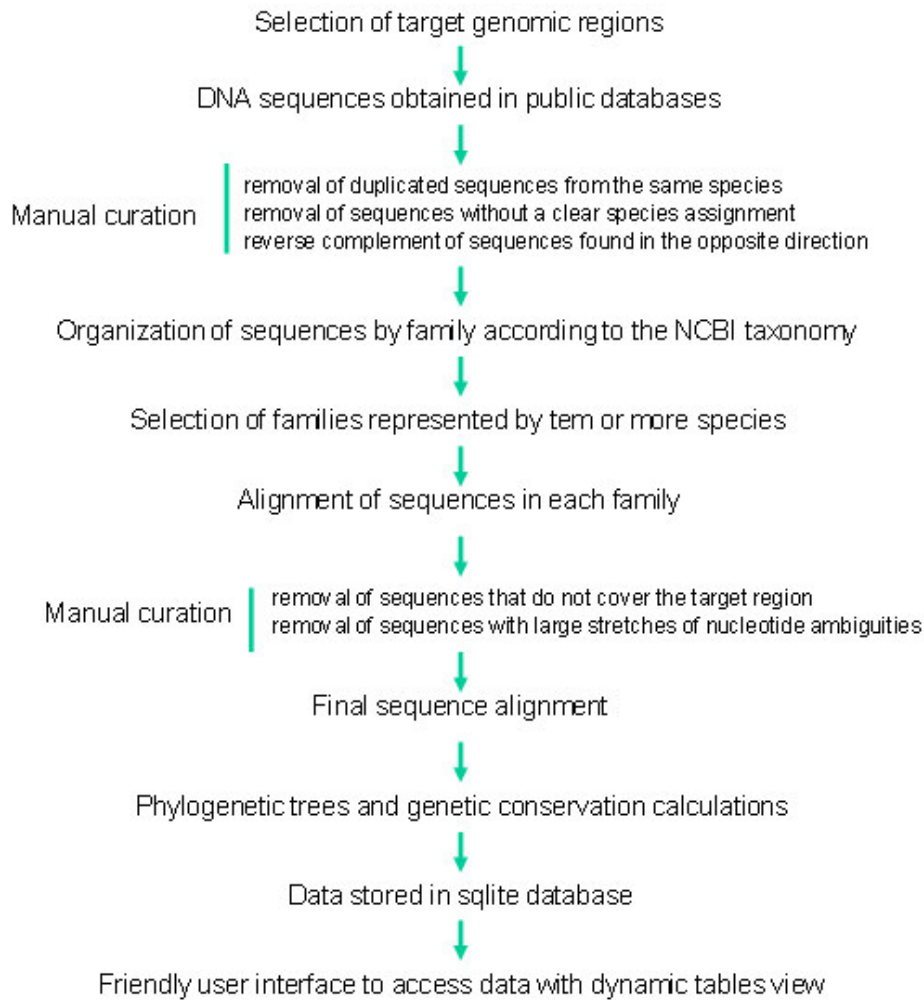 Selection of target genomic regions
DNA sequences obtained in public databases
Manual curation
removal of duplicated sequences from the same species
removal of sequences without a clear species assignment
reverse complement of sequences found in the opposite direction
Organization of sequences by family according to the NCBI taxonomy
Selection of families represented by tem or more species
Alignment of sequences in each family
Manual curation
removal of sequences that do not cover the target region
removal of sequences with large stretches of nucleotide ambiguities
Final sequence alignment
Phylogenetic trees and genetic conservation calculations
Data stored in sqlite database
Friendly user interface to access data with dynamic tables view